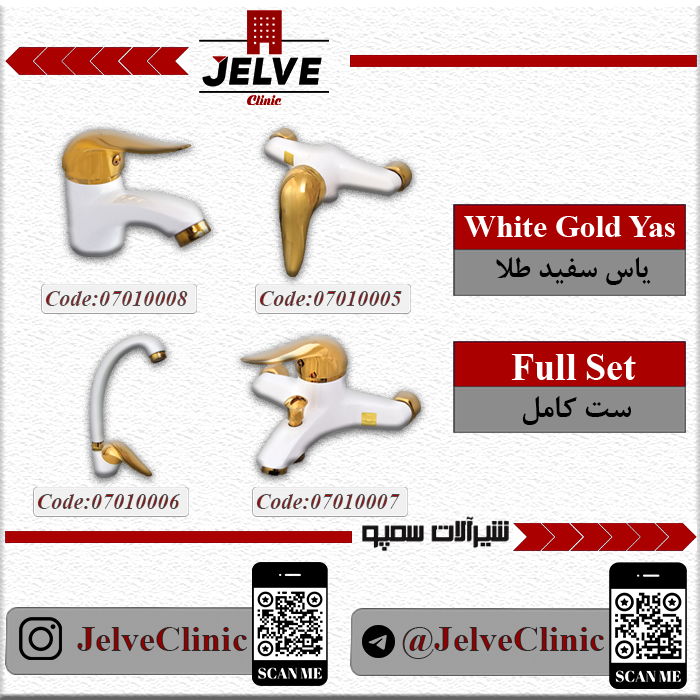 JELVE
Clinic
White Gold Yas
یاس سفید طلا
Code:07010008
Code:07010005
Full Set
ست کامل
Code:07010006
Code:07010007
شیرآلات سمپو
JelveClinic
SCAN ME
@JelveClinic
SCAN ME